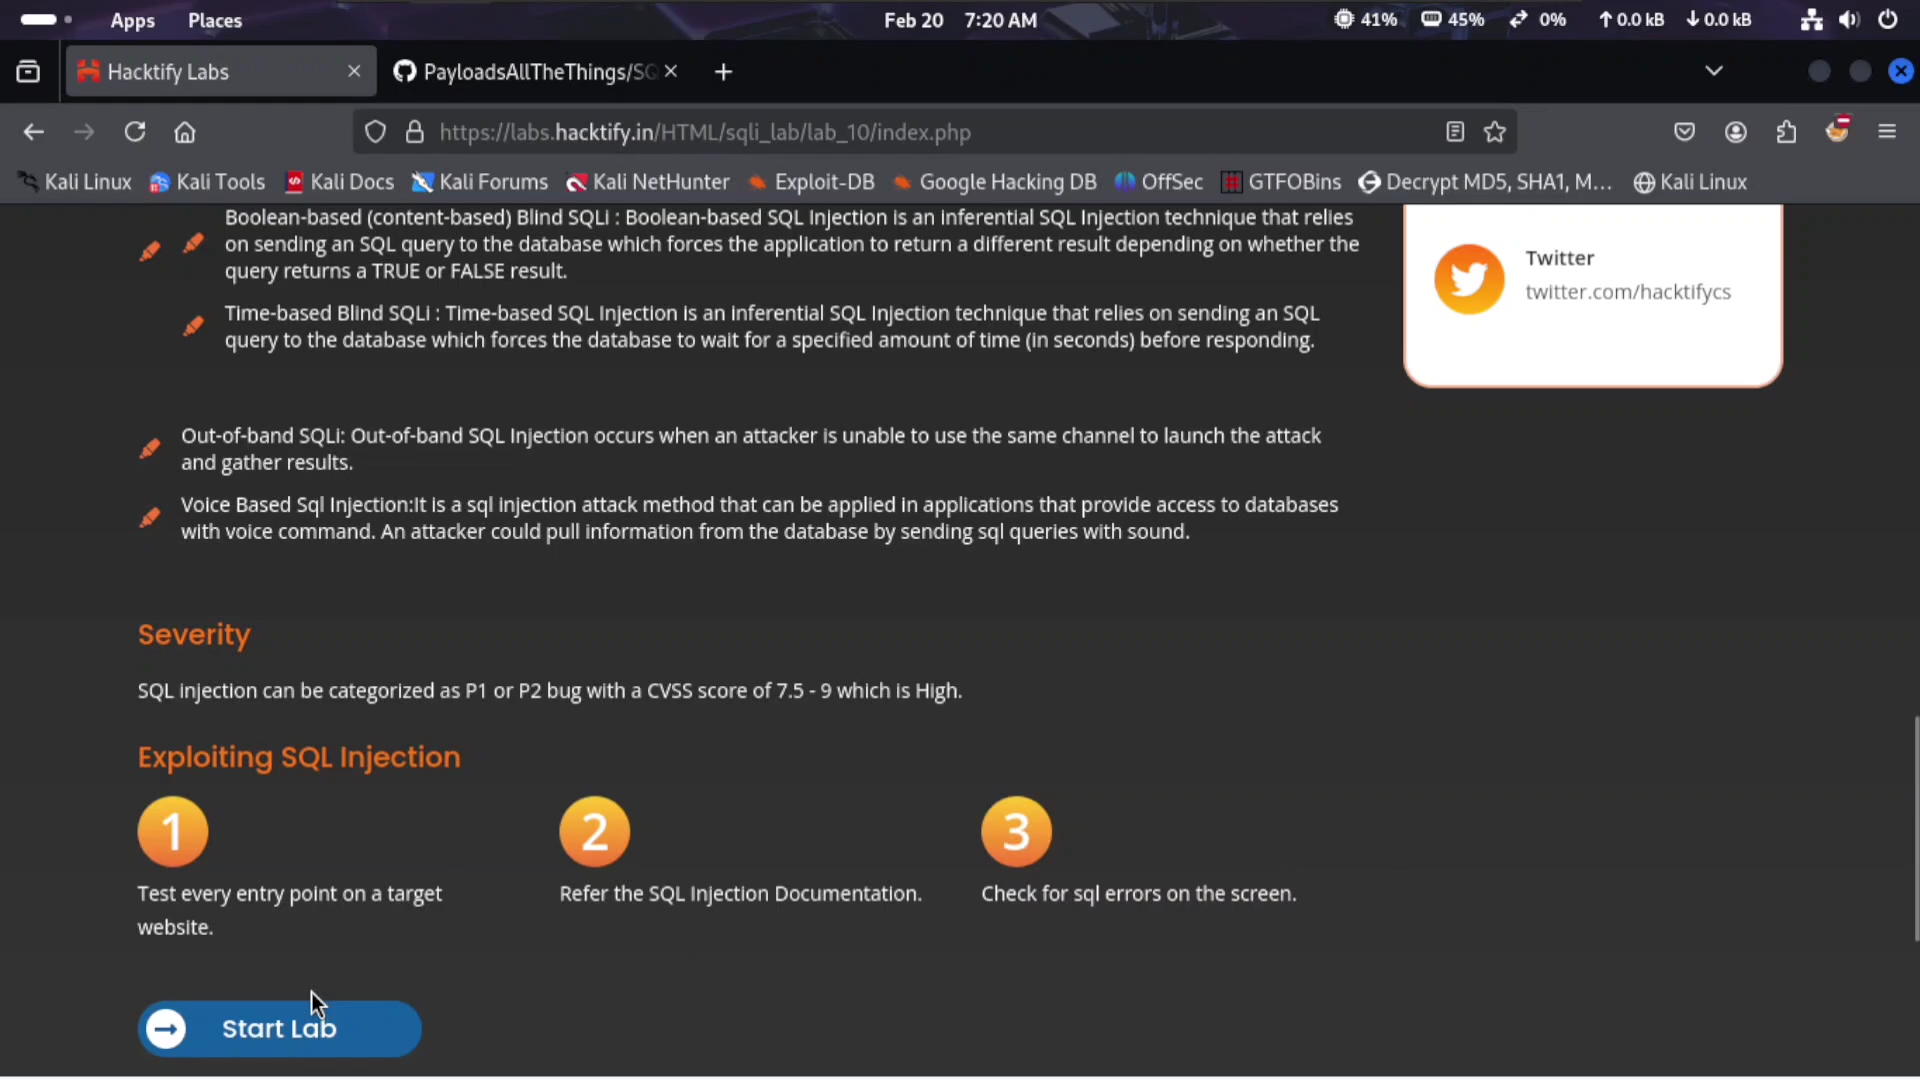 Apps Places Feb 20 7:20 AM 41% 45% 0% 0.0 kB 0.0 kB
Hacktify Labs PayloadsAllTheThings/SQ
https://labs.hacktify.in/HTML/sqli_lab/lab_10/index.php
Kali Linux Kali Tools Kali Docs Kali Forums Kali NetHunter Exploit-DB Google Hacking DB OffSec GTFOBins Decrypt MD5, SHA1, M... Kali Linux
Boolean-based (content-based) Blind SQLi : Boolean-based SQL Injection is an inferential SQL Injection technique that relies
on sending an SQL query to the database which forces the application to return a different result depending on whether the
query returns a TRUE or FALSE result.
Time-based Blind SQLi : Time-based SQL Injection is an inferential SQL Injection technique that relies on sending an SQL
query to the database which forces the database to wait for a specified amount of time (in seconds) before responding.
Twitter
twitter.com/hacktifycs
Out-of-band SQLi: Out-of-band SQL Injection occurs when an attacker is unable to use the same channel to launch the attack
and gather results.
Voice Based Sql Injection:It is a sql injection attack method that can be applied in applications that provide access to databases
with voice command. An attacker could pull information from the database by sending sql queries with sound.
Severity
SQL injection can be categorized as P1 or P2 bug with a CVSS score of 7.5 - 9 which is High.
Exploiting SQL Injection
1
Test every entry point on a target
website.
2
Refer the SQL Injection Documentation.
3
Check for sql errors on the screen.
Start Lab